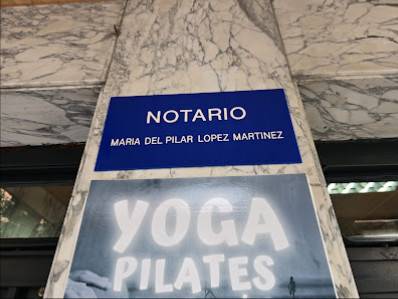 NOTARIO
MARIA DEL PILAR LOPEZ MARTINEZ
YOGA
PILATES